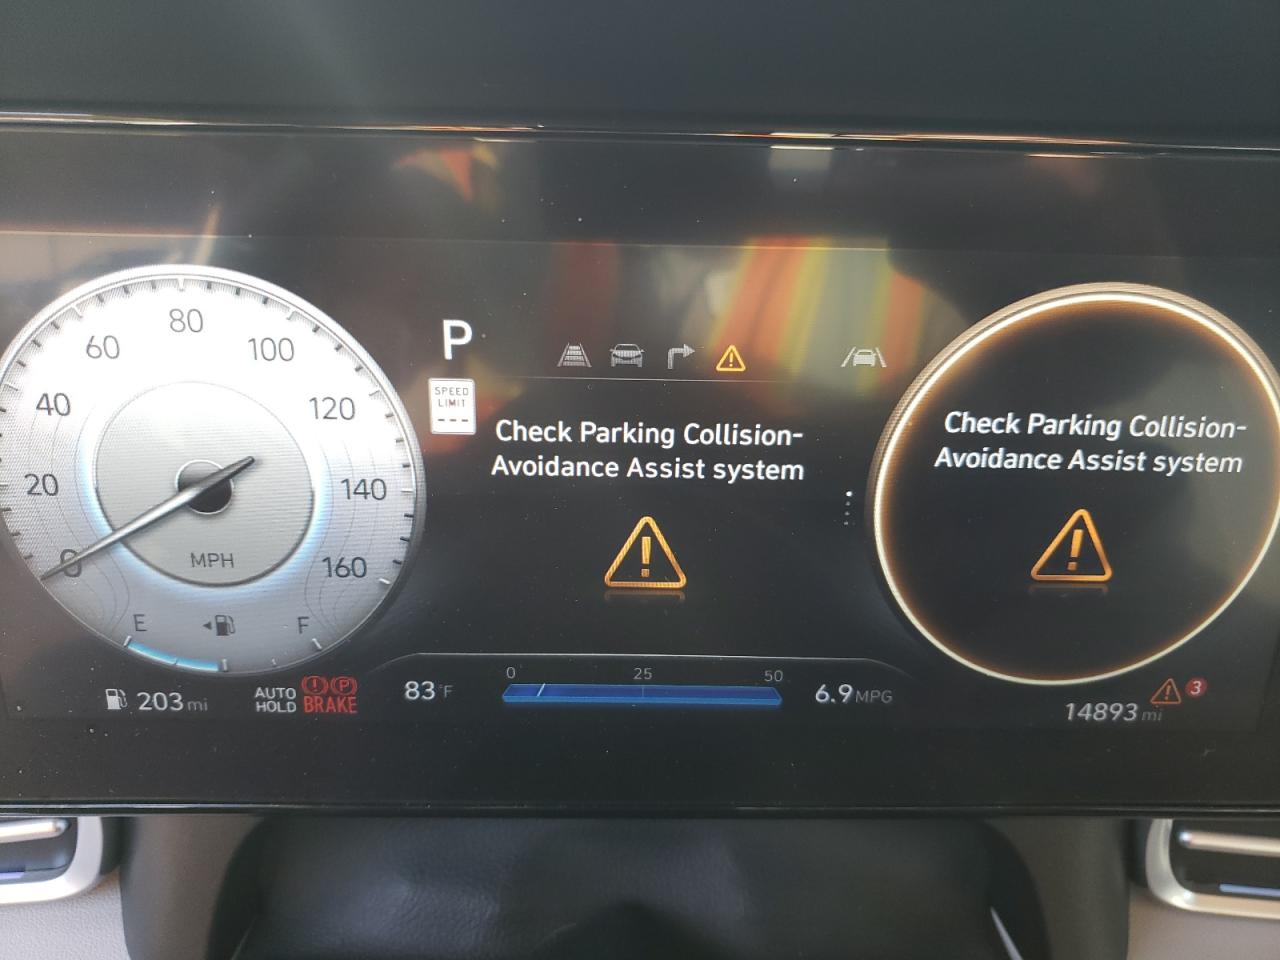 80
60
100
40
120
20
140
0
160
MPH
E
F
P
SPEED
LIMIT
---
Check Parking Collision-
Avoidance Assist system
Check Parking Collision-
Avoidance Assist system
203 mi
AUTO
HOLD
P
BRAKE
83°F
0 25 50
6.9 MPG
3
14893 mi